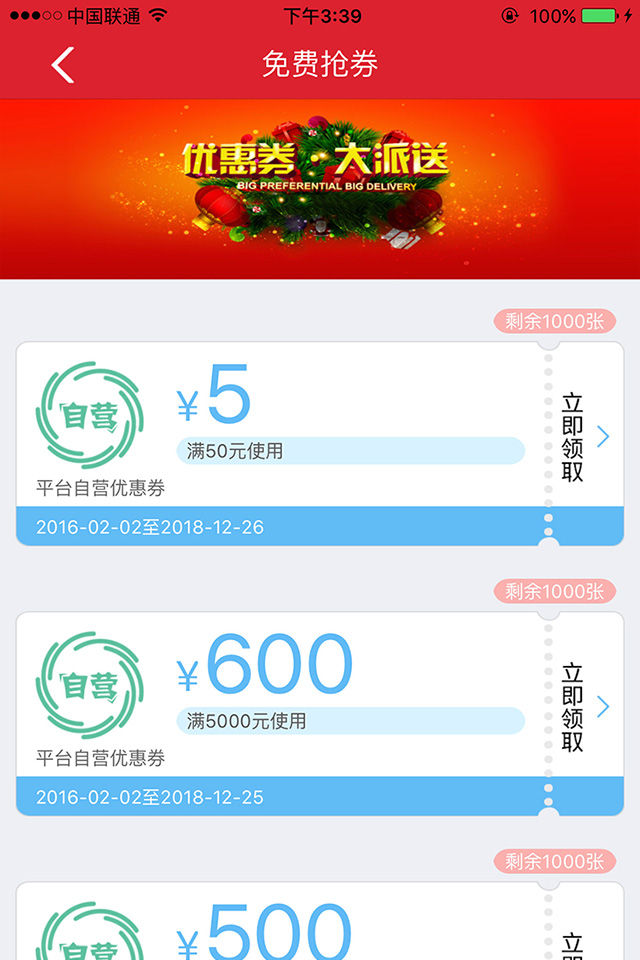 中国联通 下午3:39 100%
免费抢券
优惠券·大派送
BIG PREFERENTIAL BIG DELIVERY
剩余1000张
自营
¥5
满50元使用
平台自营优惠券
立即领取
2016-02-02至2018-12-26
剩余1000张
自营
¥600
满5000元使用
平台自营优惠券
立即领取
2016-02-02至2018-12-25
剩余1000张
自营
¥500
立